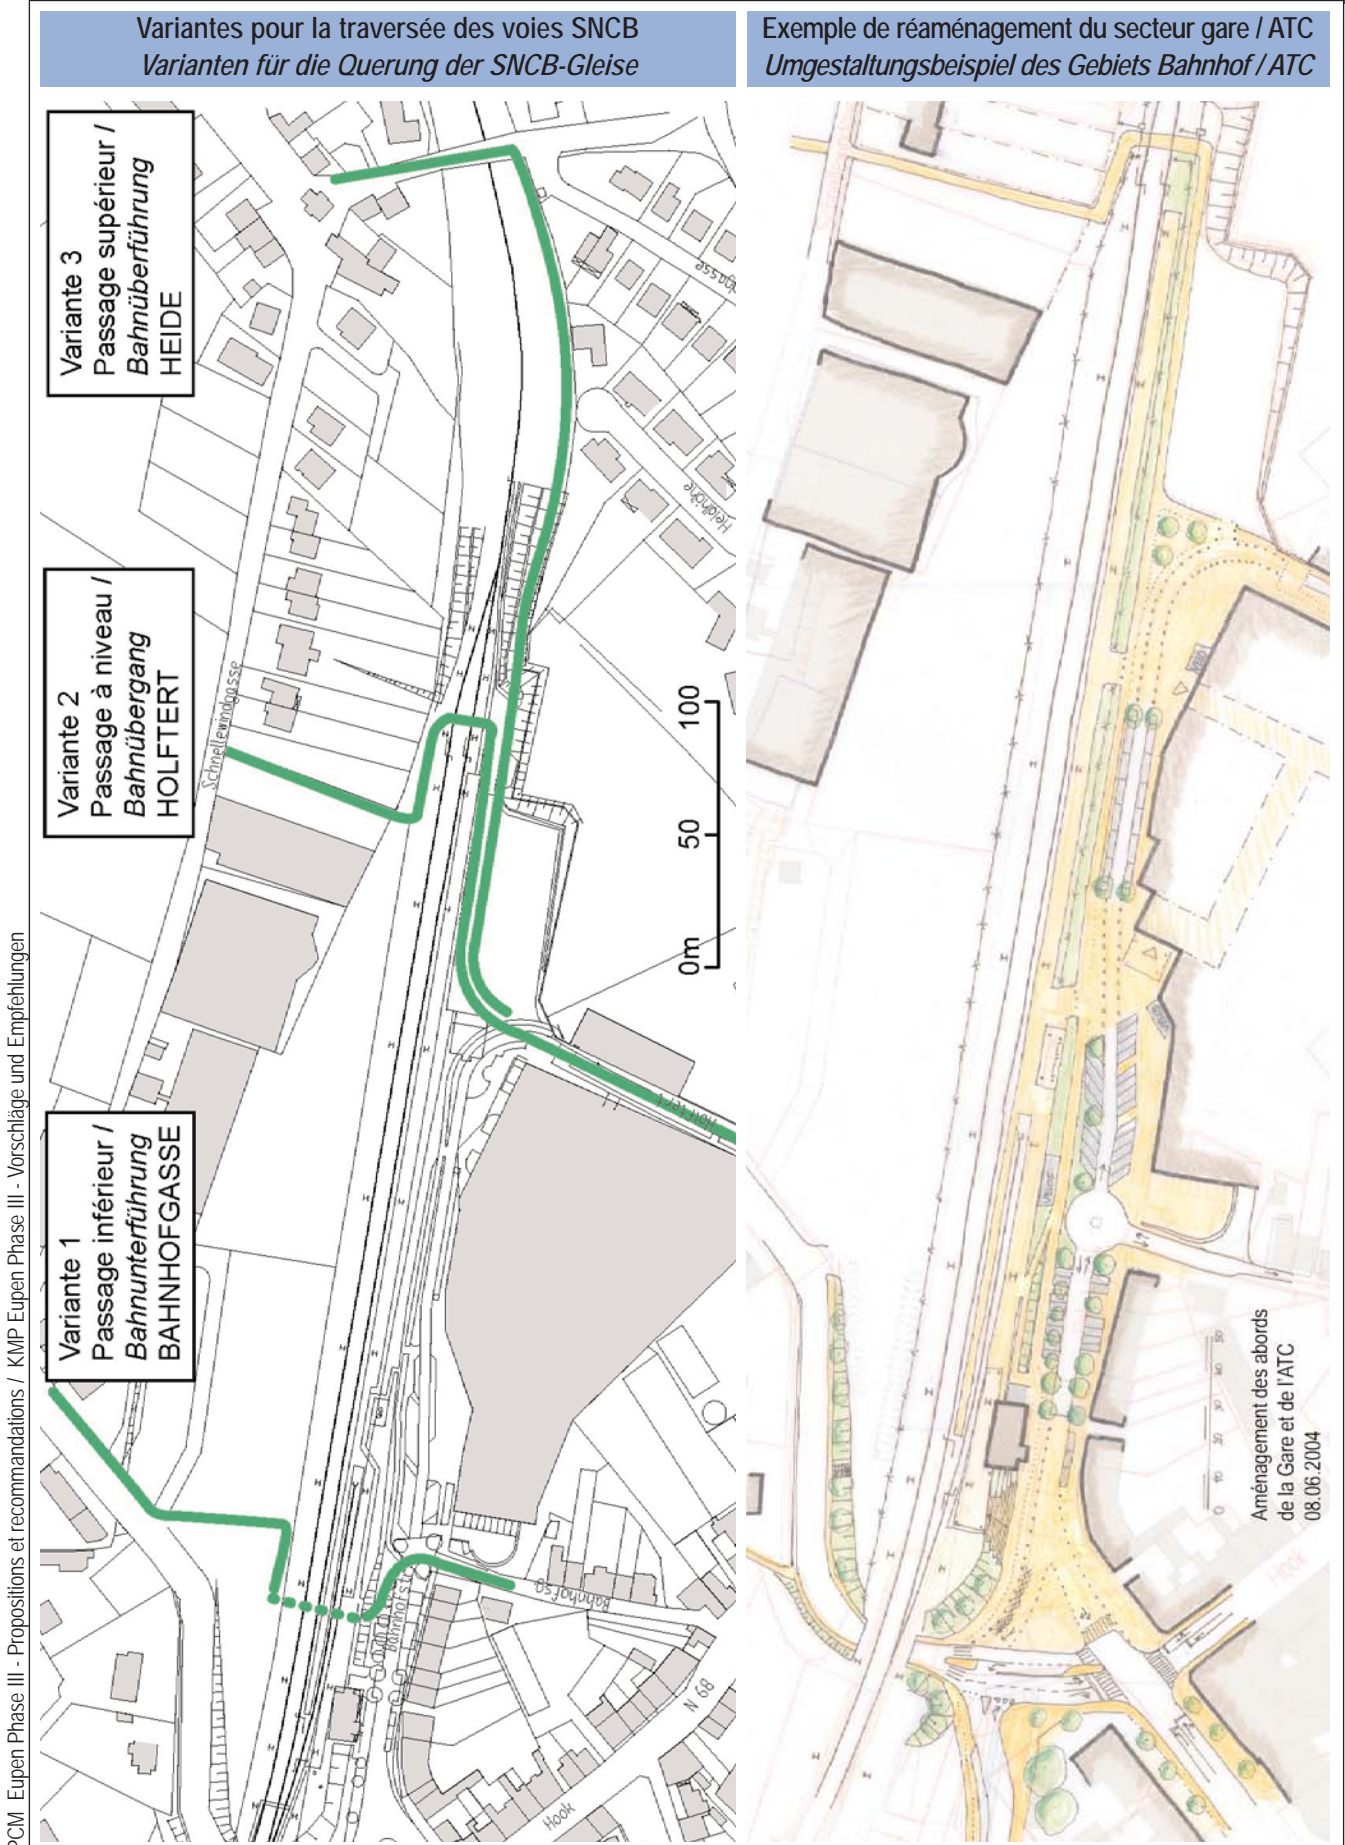 Variantes pour la traversée des voies SNCB
Varianten für die Querung der SNCB-Gleise
Exemple de réaménagement du secteur gare / ATC
Umgestaltungsbeispiel des Gebiets Bahnhof / ATC
Variante 3
Passage supérieur /
Bahnüberführung
HEIDE
Variante 2
Passage à niveau /
Bahnübergang
HOLFTERT
Variante 1
Passage inférieur /
Bahnunterführung
BAHNHOFGASSE
Schnellewindgasse
Heidhöhe
Holftert
0m 50 100
Bahnhofstr
Bahnhofsg
N 68
Hook
Vélos
Hook
Aménagement des abords
de la Gare et de l'ATC
08.06.2004
PCM Eupen Phase III - Propositions et recommandations / KMP Eupen Phase III - Vorschläge und Empfehlungen